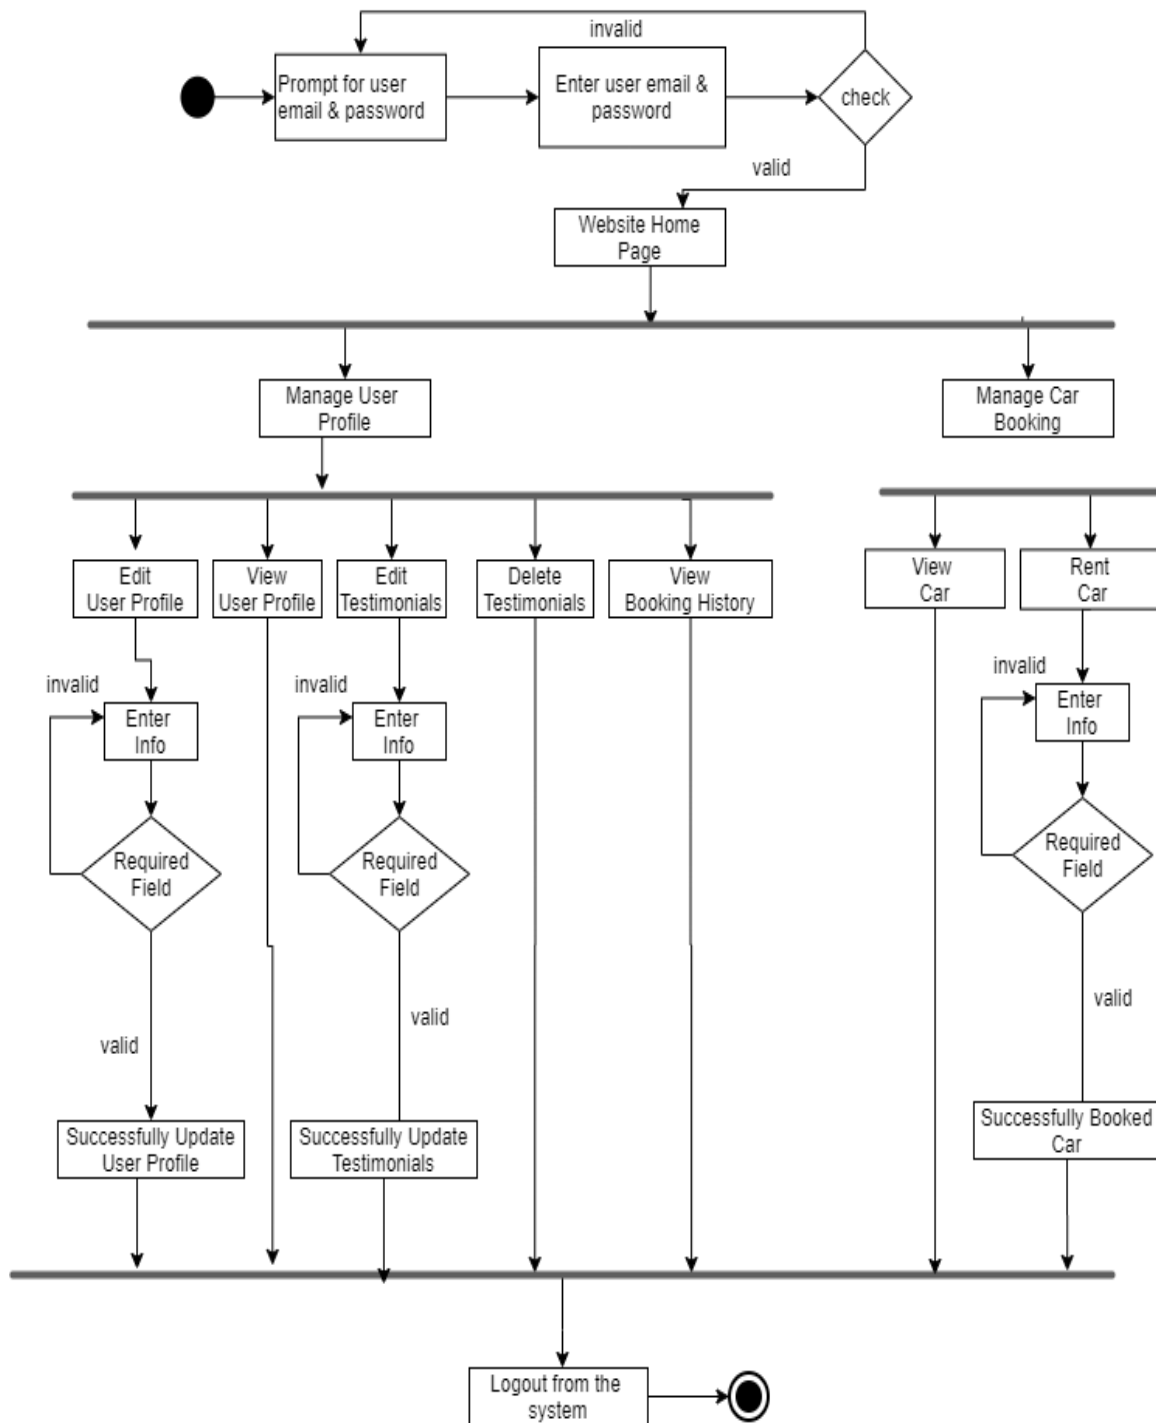 invalid
Prompt for user
email & password
Enter user email &
password
check
valid
Website Home
Page
Manage User
Profile
Manage Car
Booking
Edit
User Profile
View
User Profile
Edit
Testimonials
Delete
Testimonials
View
Booking History
View
Car
Rent
Car
invalid
Enter
Info
invalid
Enter
Info
invalid
Enter
Info
Required
Field
Required
Field
Required
Field
valid
valid
valid
Successfully Update
User Profile
Successfully Update
Testimonials
Successfully Booked
Car
Logout from the
system